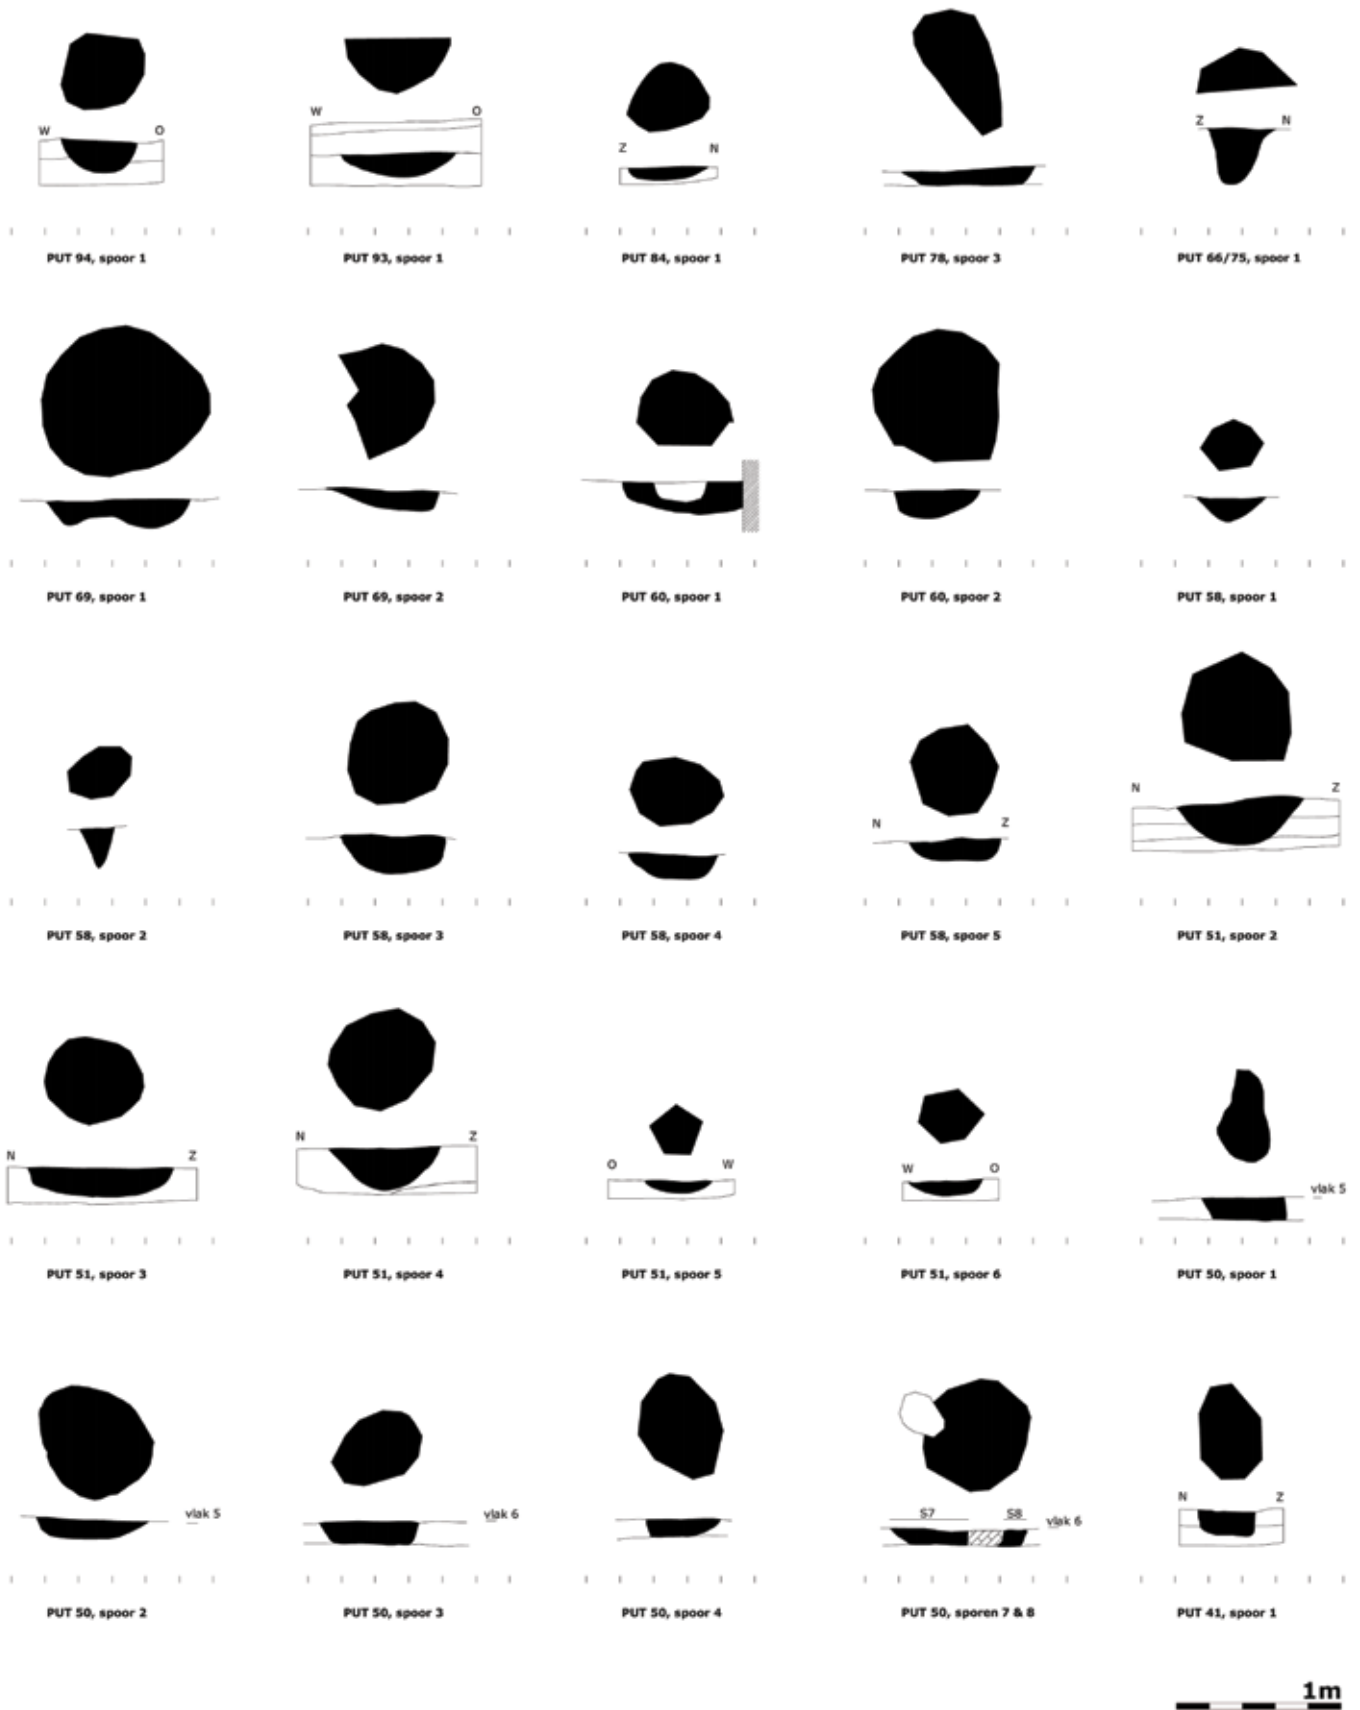 W O
W O
Z N
Z N
PUT 94, spoor 1
PUT 93, spoor 1
PUT 84, spoor 1
PUT 78, spoor 3
PUT 66/75, spoor 1
PUT 69, spoor 1
PUT 69, spoor 2
PUT 60, spoor 1
PUT 60, spoor 2
PUT 58, spoor 1
N Z
N Z
PUT 58, spoor 2
PUT 58, spoor 3
PUT 58, spoor 4
PUT 58, spoor 5
PUT 51, spoor 2
N Z
N Z
O W
W O
vlak 5
PUT 51, spoor 3
PUT 51, spoor 4
PUT 51, spoor 5
PUT 51, spoor 6
PUT 50, spoor 1
vlak 5
vlak 6
S7 S8
vlak 6
N Z
PUT 50, spoor 2
PUT 50, spoor 3
PUT 50, spoor 4
PUT 50, sporen 7 & 8
PUT 41, spoor 1
1m